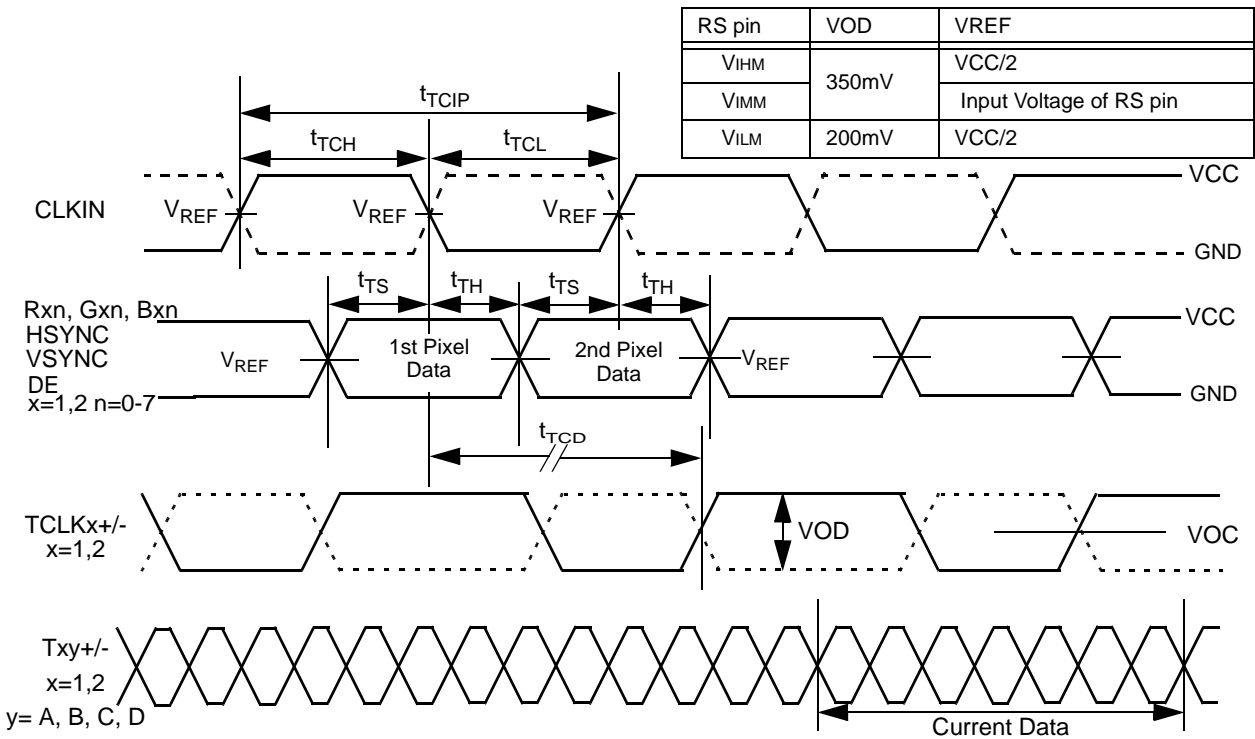 RS pin VOD VREF
VIHM 350mV VCC/2
VIMM Input Voltage of RS pin
VILM 200mV VCC/2
tTCIP
tTCH tTCL
CLKIN VREF VREF VREF VCC
GND
tTS tTH tTS tTH
Rxn, Gxn, Bxn
HSYNC
VSYNC
DE
x=1,2 n=0-7
VREF
1st Pixel
Data
2nd Pixel
Data
VREF
VCC
GND
tTCD
TCLKx+/-
x=1,2
VOD
VOC
Txy+/-
x=1,2
y= A, B, C, D
Current Data